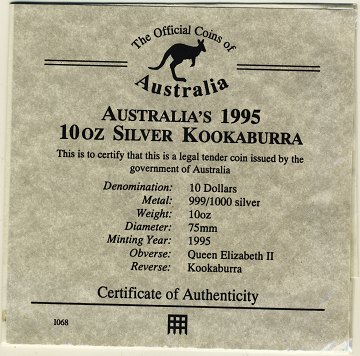 The Official Coins of
Australia
AUSTRALIA'S 1995
10 OZ SILVER KOOKABURRA
This is to certify that this is a legal tender coin issued by the
government of Australia
Denomination: 10 Dollars
Metal: 999/1000 silver
Weight: 10oz
Diameter: 75mm
Minting Year: 1995
Obverse: Queen Elizabeth II
Reverse: Kookaburra
Certificate of Authenticity
1068